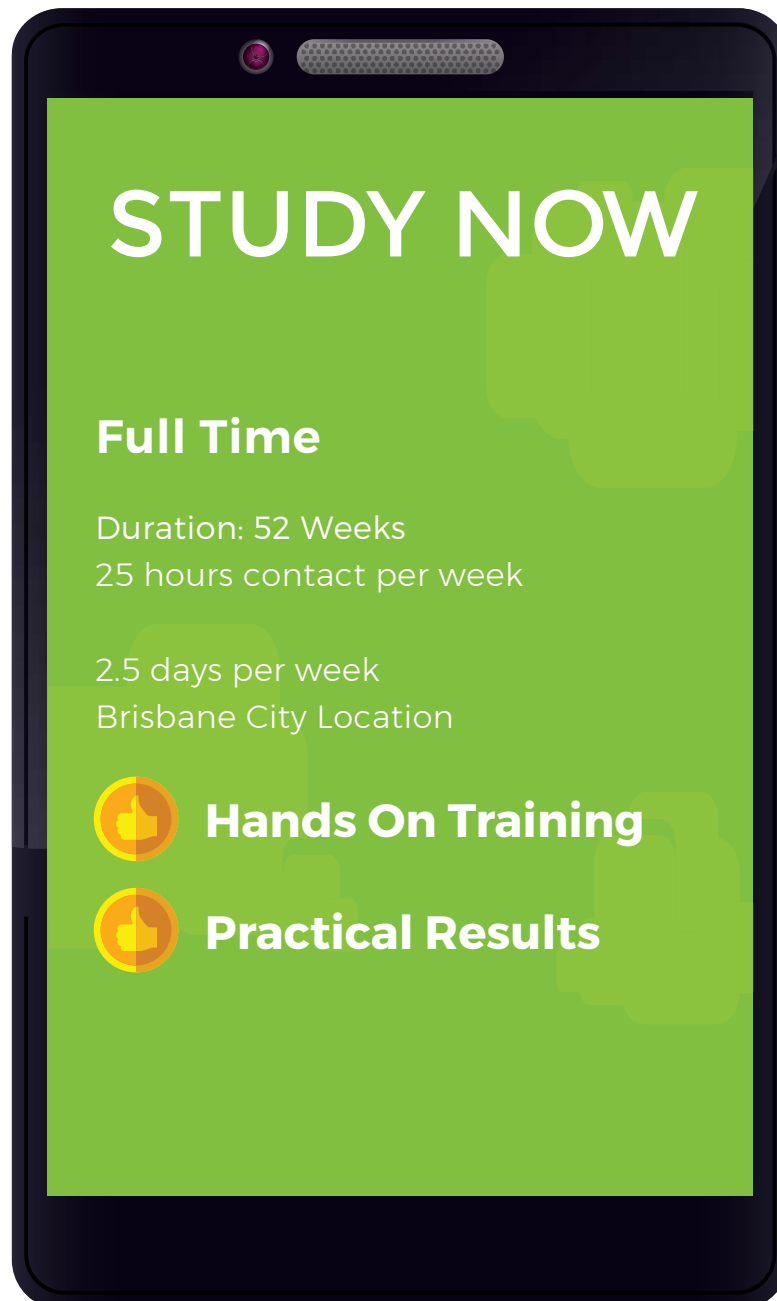 STUDY NOW
Full Time
Duration: 52 Weeks
25 hours contact per week
2.5 days per week
Brisbane City Location
Hands On Training
Practical Results